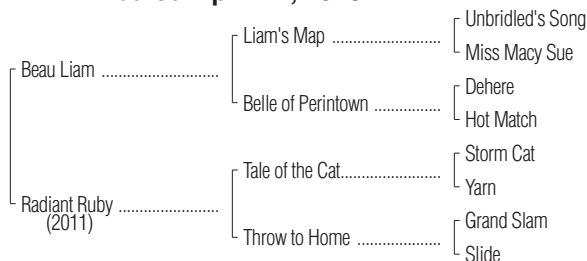 Unbridled's Song
Liam's Map
Miss Macy Sue
Beau Liam
Dehere
Belle of Perintown
Hot Match
Storm Cat
Tale of the Cat
Yarn
Radiant Ruby
(2011)
Grand Slam
Throw to Home
Slide